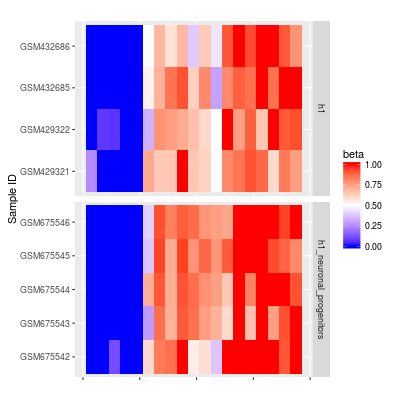 GSM432686
GSM432685
GSM429322
GSM429321
h1
GSM675546
GSM675545
GSM675544
GSM675543
GSM675542
h1_neuronal_progenitors
Sample ID
beta
1.00
0.75
0.50
0.25
0.00